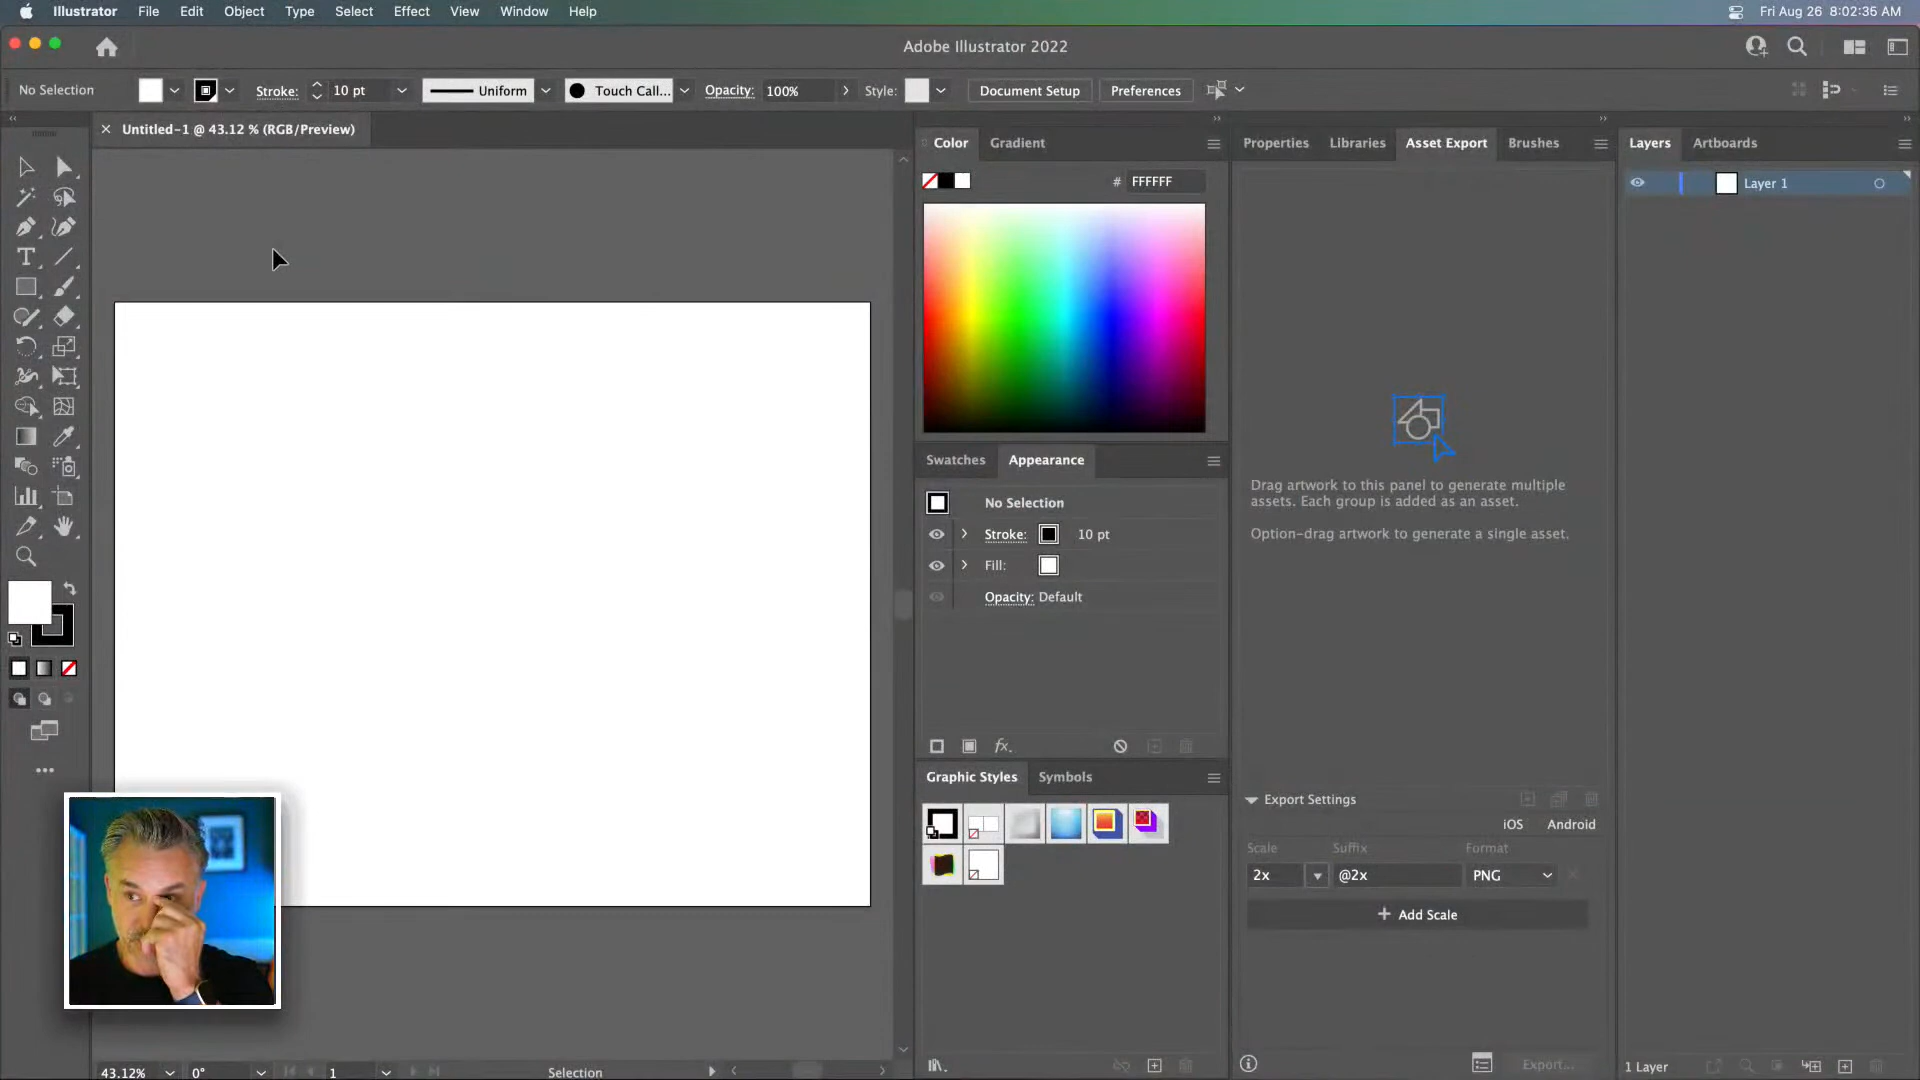 Illustrator File Edit Object Type Select Effect View Window Help Fri Aug 26 8:02:35 AM
Adobe Illustrator 2022
No Selection Stroke: 10 pt Uniform Touch Call... Opacity: 100% Style: Document Setup Preferences
Untitled-1 @ 43.12 % (RGB/Preview)
Color Gradient
# FFFFFF
Swatches Appearance
No Selection
Stroke: 10 pt
Fill:
Opacity: Default
fx.
Graphic Styles Symbols
Properties Libraries Asset Export Brushes
Drag artwork to this panel to generate multiple
assets. Each group is added as an asset.
Option-drag artwork to generate a single asset.
Export Settings
iOS Android
Scale Suffix Format
2x @2x PNG
+ Add Scale
Export...
Layers Artboards
Layer 1
1 Layer
43.12% 0° 1 Selection